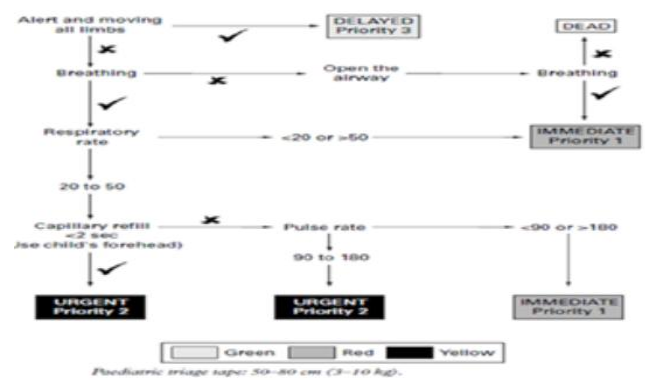 Alert and moving
all limbs
DELAYED
Priority 3
DEAD
Breathing
Open the
airway
Breathing
Respiratory
rate
<20 or >50
IMMEDIATE
Priority 1
20 to 50
Capillary refill
<2 sec
Jse child's forehead)
Pulse rate
<90 or >180
90 to 180
URGENT
Priority 2
URGENT
Priority 2
IMMEDIATE
Priority 1
Green
Red
Yellow
Paediatric triage tape: 50–80 cm (3–10 kg).